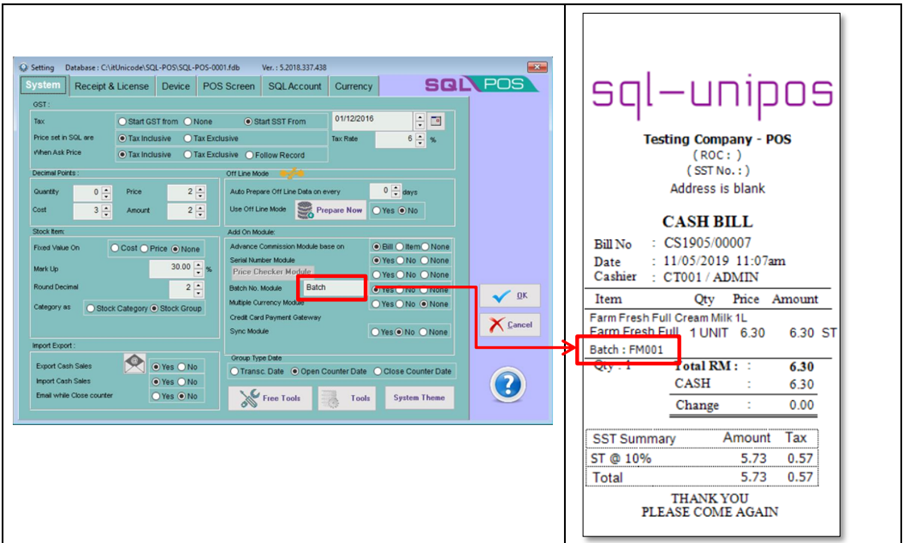 Setting Database : C:\itUnicode\SQL-POS\SQL-POS-0001.fdb Ver. : 5.2018.337.438
System Receipt & License Device POS Screen SQL Account Currency SQL POS
GST :
Tax Start GST from None Start SST From 01/12/2016
Price set in SQL are Tax Inclusive Tax Exclusive Tax Rate 6 %
When Ask Price Tax Inclusive Tax Exclusive Follow Record
Decimal Points : Off Line Mode
Quantity 0 Price 2 Auto Prepare Off Line Data on every 0 days
Cost 3 Amount 2 Use Off Line Mode Prepare Now Yes No
Stock Item: Add On Module:
Fixed Value On Cost Price None Advance Commission Module base on Bill Item None
Serial Number Module Yes No None
Mark Up 30.00 % Price Checker Module Yes No None
Round Decimal 2 Batch No. Module Batch Yes No None
Category as Stock Category Stock Group Multiple Currency Module Yes No None
Credit Card Payment Gateway
Sync Module Yes No None
Import Export :
Export Cash Sales Yes No Group Type Date
Import Cash Sales Yes No Transc. Date Open Counter Date Close Counter Date
Email while Close counter Yes No Free Tools Tools System Theme
OK
Cancel
sql-unipos
Testing Company - POS
(ROC: )
(SST No. : )
Address is blank
CASH BILL
Bill No : CS1905/00007
Date : 11/05/2019 11:07am
Cashier : CT001 / ADMIN
Item Qty Price Amount
Farm Fresh Full Cream Milk 1L
Farm Fresh Full 1 UNIT 6.30 6.30 ST
Batch : FM001
Qty : 1 Total RM : : 6.30
CASH : 6.30
Change : 0.00
SST Summary Amount Tax
ST @ 10% 5.73 0.57
Total 5.73 0.57
THANK YOU
PLEASE COME AGAIN